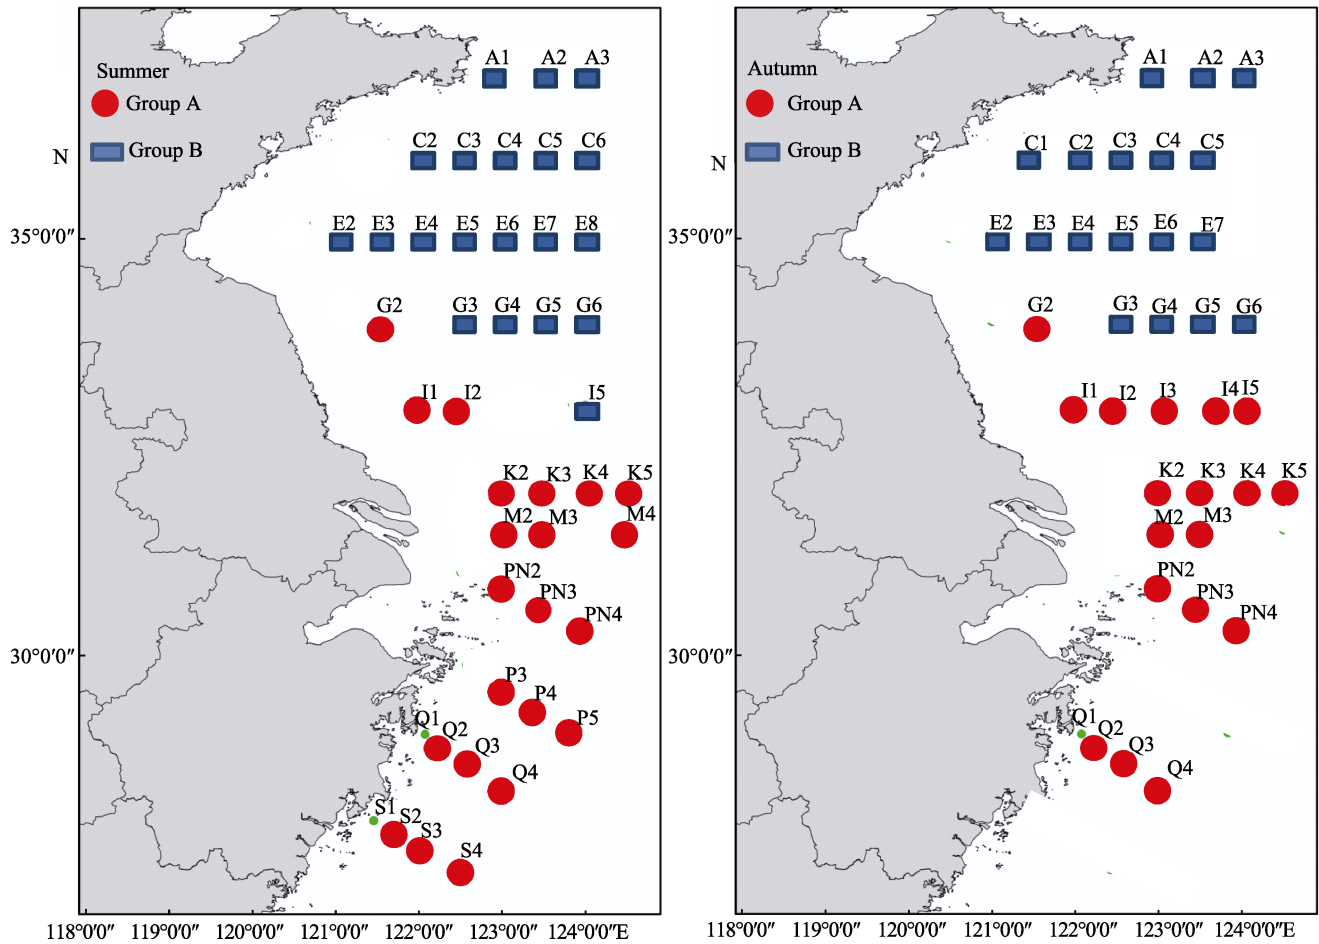 Summer
Group A
Group B
N
35°0′0″
30°0′0″
A1 A2 A3
C2 C3 C4 C5 C6
E2 E3 E4 E5 E6 E7 E8
G2 G3 G4 G5 G6
I1 I2 I5
K2 K3 K4 K5
M2 M3 M4
PN2
PN3
PN4
P3
P4
P5
Q1
Q2
Q3
Q4
S1
S2
S3
S4
118°0′0″ 119°0′0″ 120°0′0″ 121°0′0″ 122°0′0″ 123°0′0″ 124°0′0″E
Autumn
Group A
Group B
N
35°0′0″
30°0′0″
A1 A2 A3
C1 C2 C3 C4 C5
E2 E3 E4 E5 E6 E7
G2 G3 G4 G5 G6
I1 I2 I3 I4 I5
K2 K3 K4 K5
M2 M3
PN2
PN3
PN4
Q1
Q2
Q3
Q4
118°0′0″ 119°0′0″ 120°0′0″ 121°0′0″ 122°0′0″ 123°0′0″ 124°0′0″E